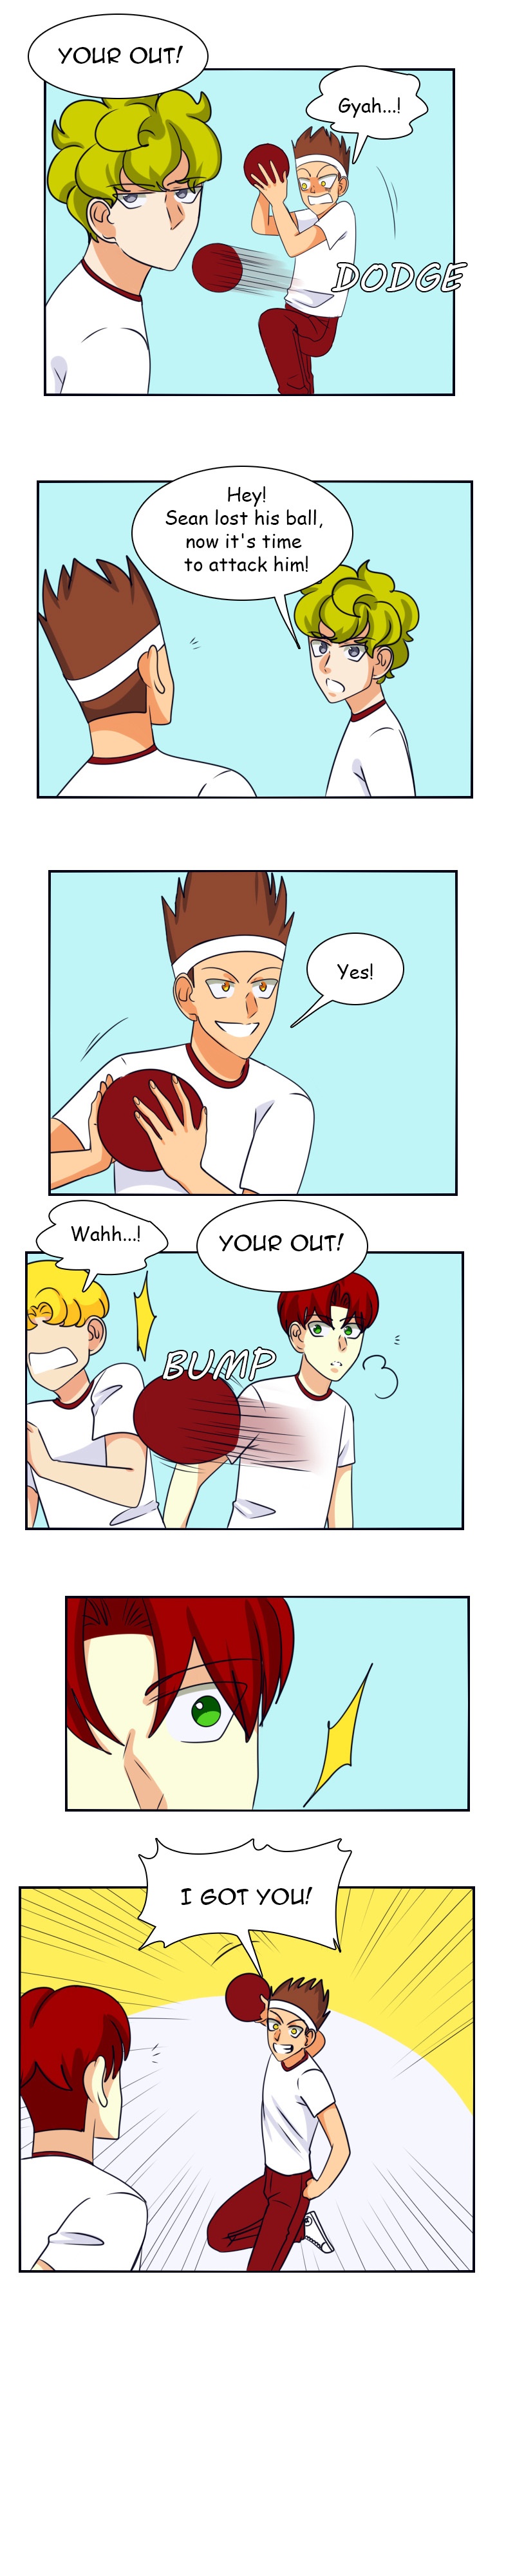 YOUR OUT!
Gyah...!
DODGE
Hey!
Sean lost his ball,
now it's time
to attack him!
Yes!
Wahh...!
YOUR OUT!
BUMP
I GOT YOU!